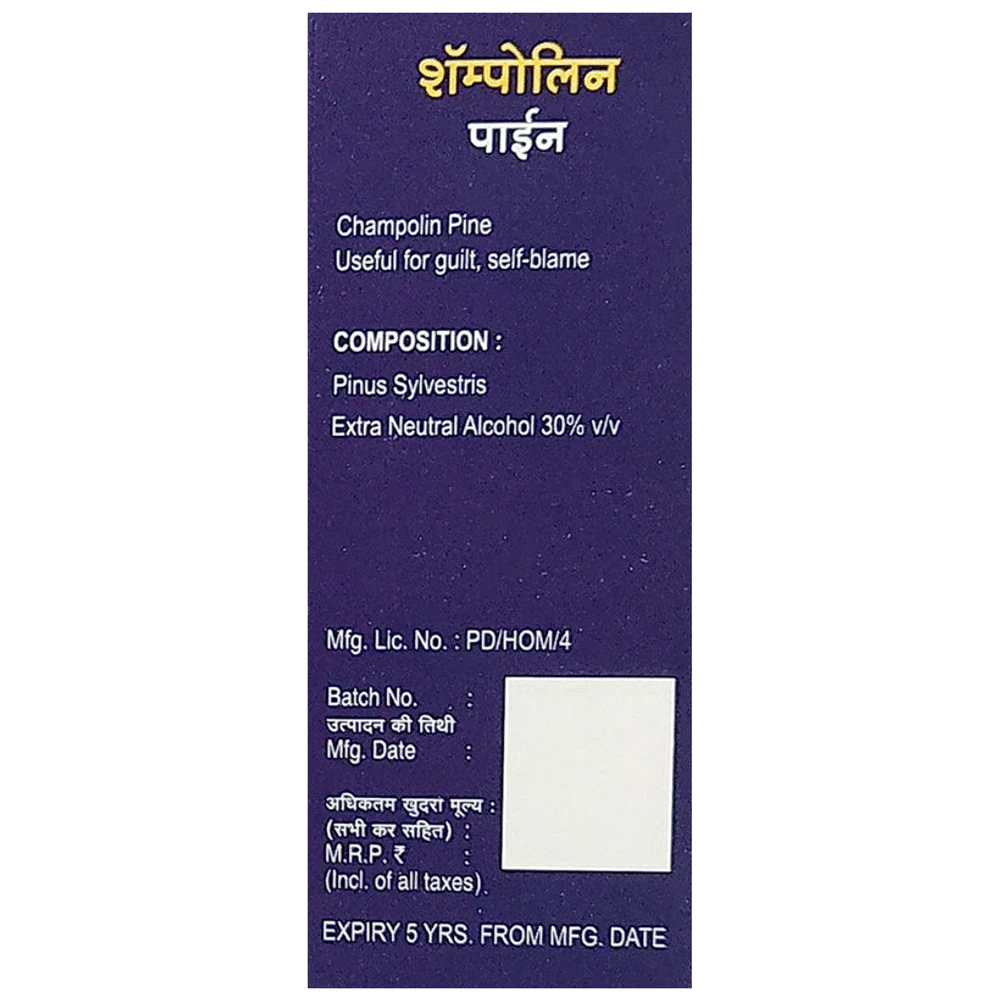 शॅम्पोलिन
पाईन
Champolin Pine
Useful for guilt, self-blame
COMPOSITION :
Pinus Sylvestris
Extra Neutral Alcohol 30% v/v
Mfg. Lic. No. : PD/HOM/4
Batch No. :
उत्पादन की तिथी
Mfg. Date :
अधिकतम खुदरा मूल्य :
(सभी कर सहित) :
M.R.P. ₹ :
(Incl. of all taxes)
EXPIRY 5 YRS. FROM MFG. DATE